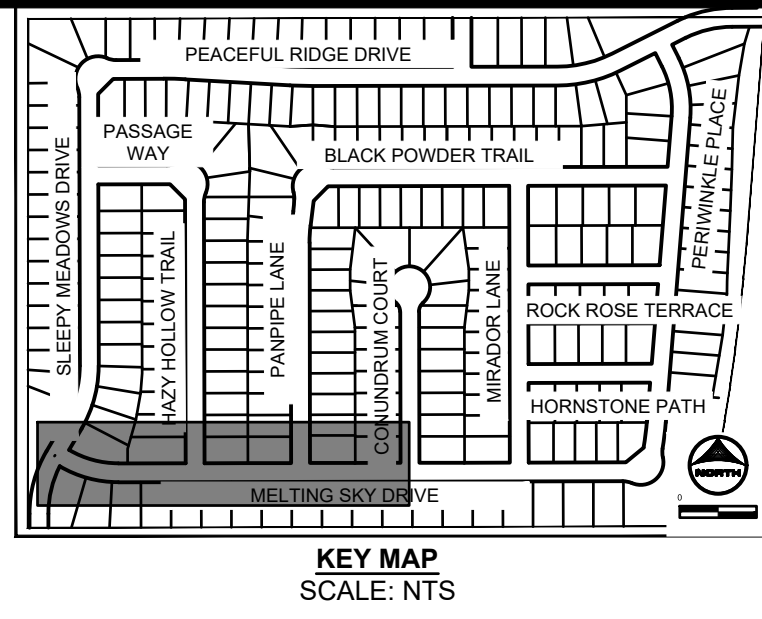 PEACEFUL RIDGE DRIVE
PASSAGE
WAY
BLACK POWDER TRAIL
SLEEPY MEADOWS DRIVE
HAZY HOLLOW TRAIL
PANPIPE LANE
CONUNDRUM COURT
MIRADOR LANE
PERIWINKLE PLACE
ROCK ROSE TERRACE
HORNSTONE PATH
MELTING SKY DRIVE
NORTH
0
KEY MAP
SCALE: NTS